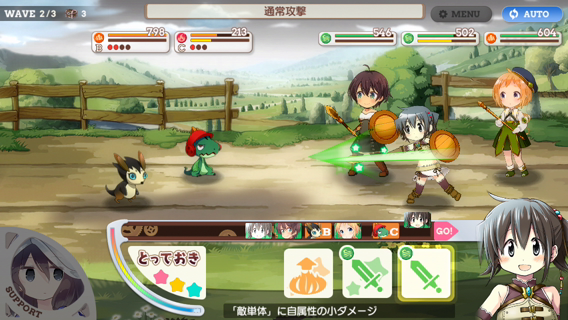 WAVE 2/3 3
通常攻撃
MENU
AUTO
798
B
213
C
546
502
604
B
C
GO!
とっておき
SUPPORT
「敵単体」に自属性の小ダメージ